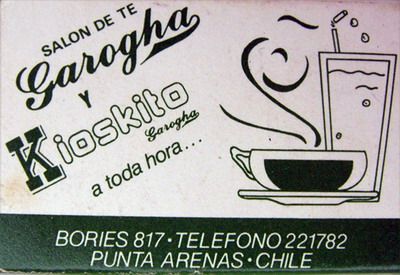 SALON DE TE
Garogha
Y
Kioskito
Garogha
a toda hora...
BORIES 817 · TELEFONO 221782
PUNTA ARENAS · CHILE